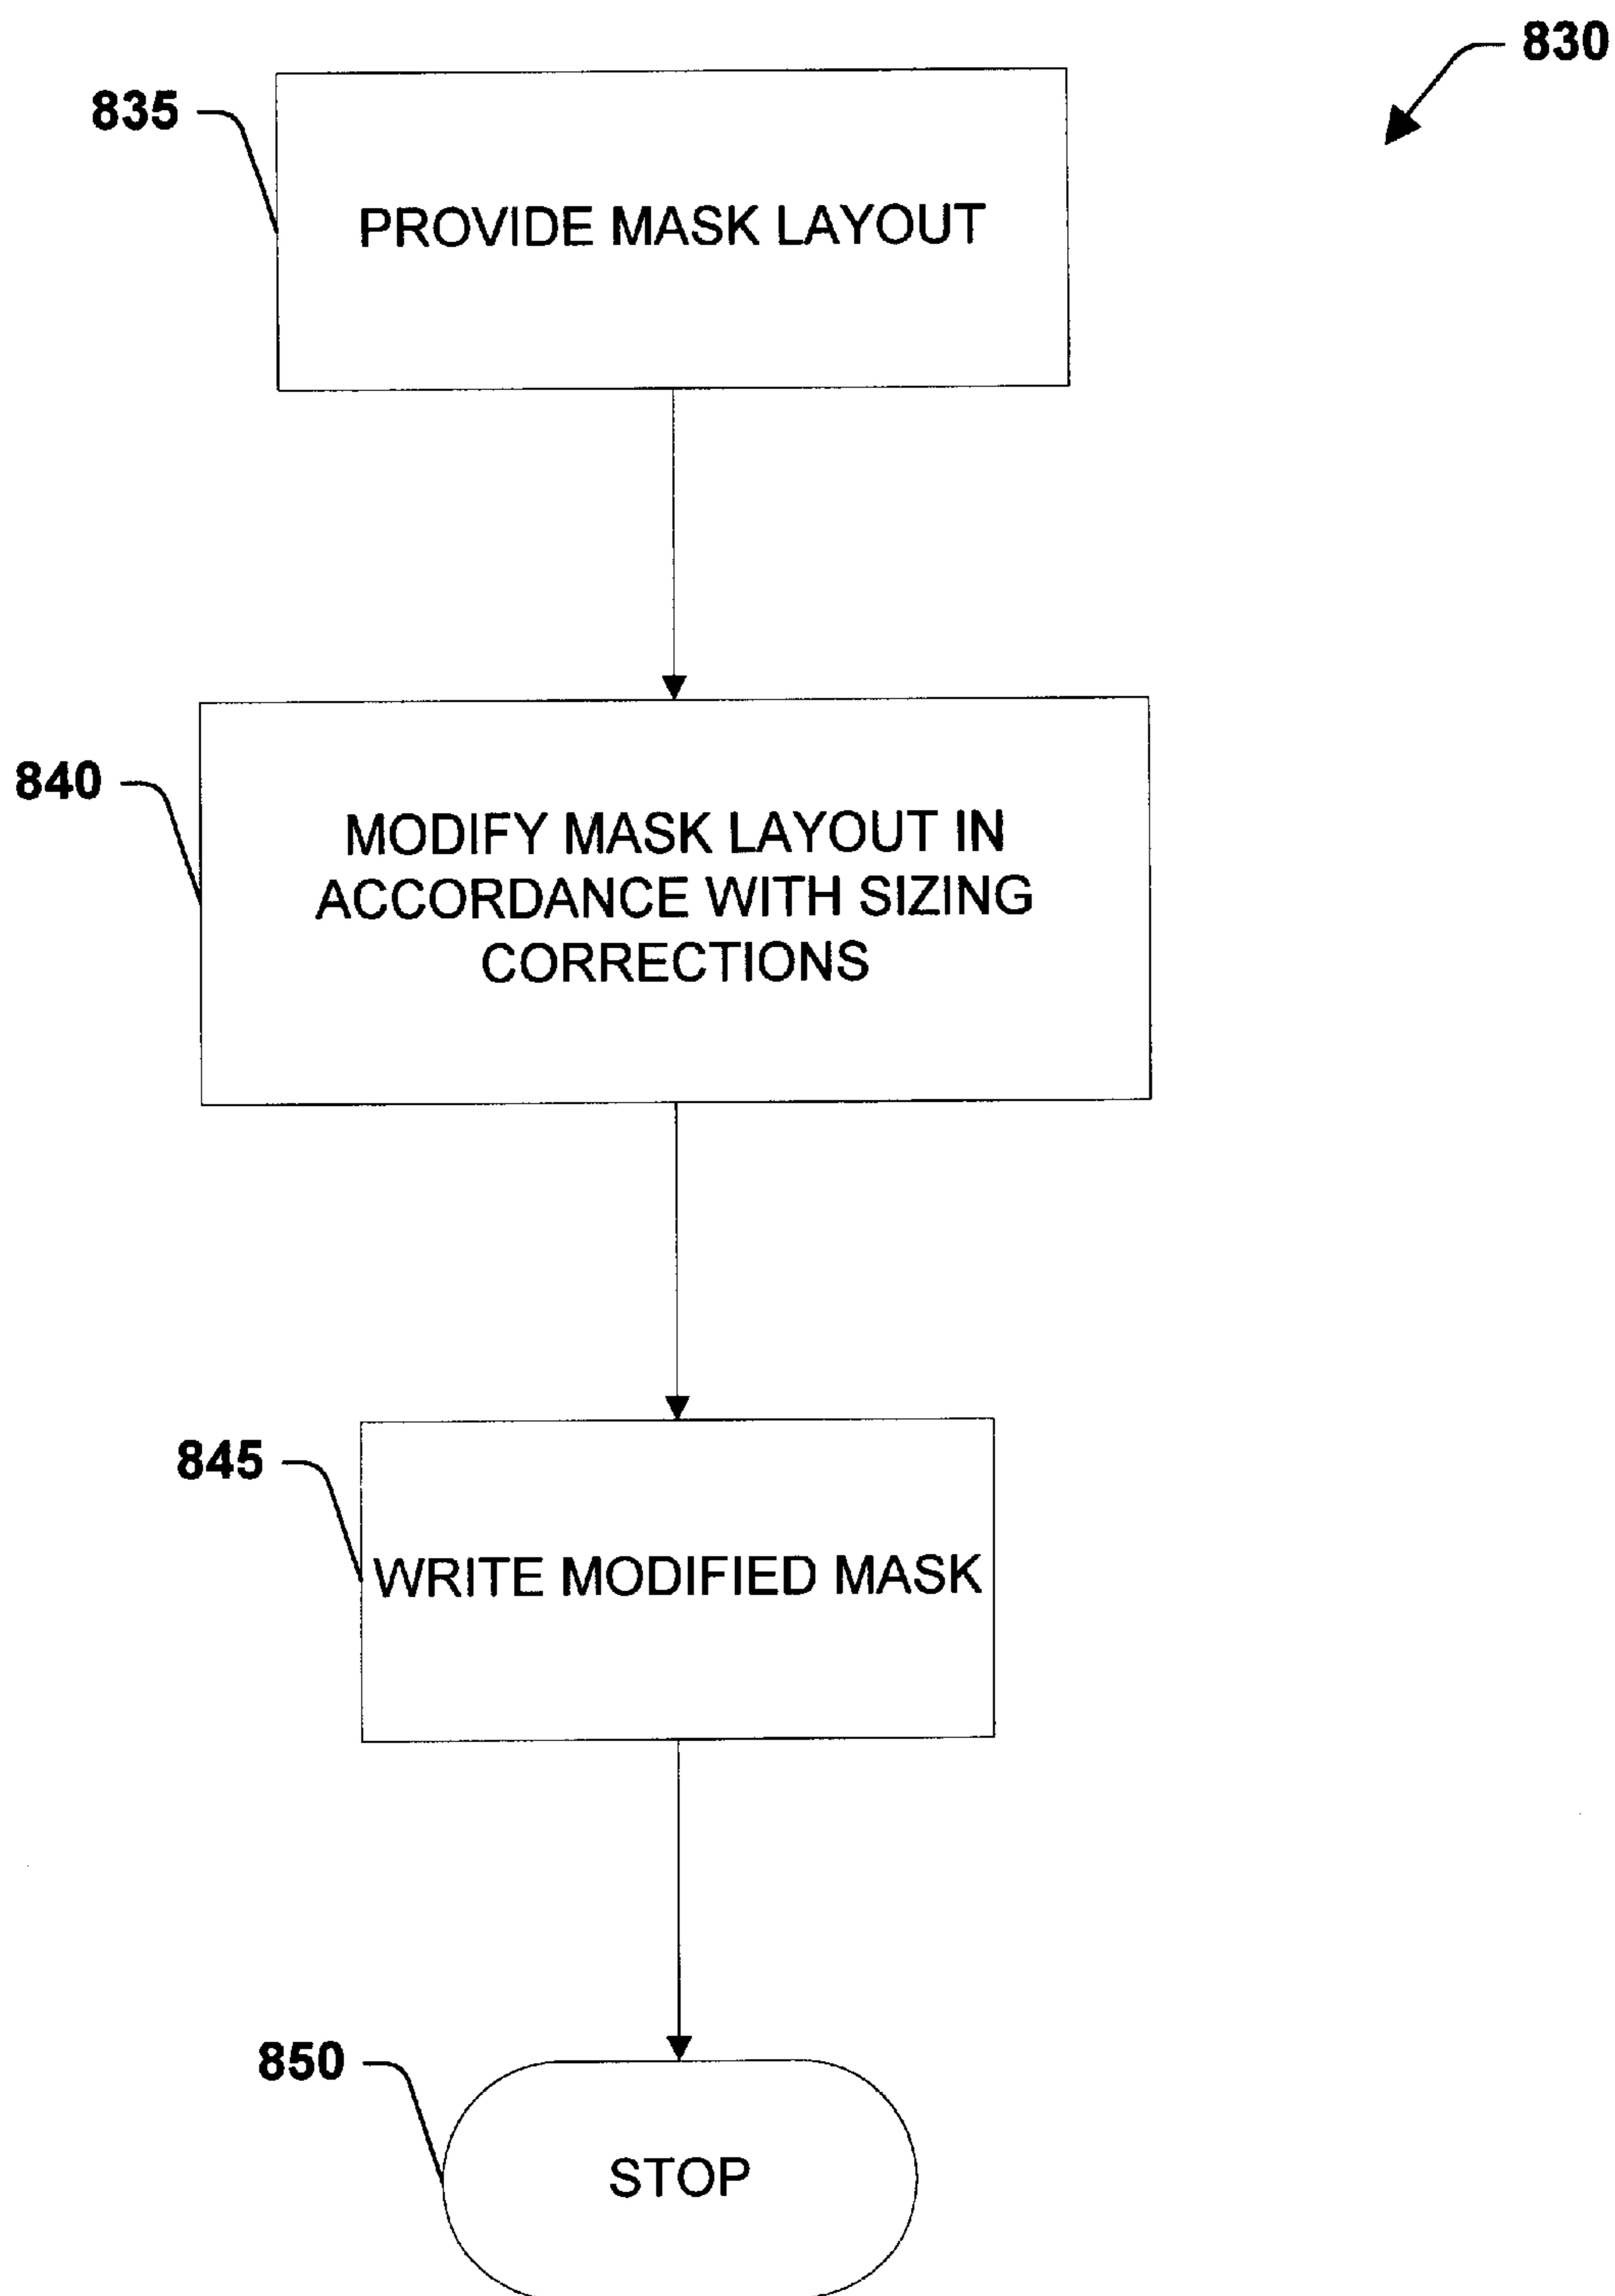 830
835
PROVIDE MASK LAYOUT
840
MODIFY MASK LAYOUT IN
ACCORDANCE WITH SIZING
CORRECTIONS
845
WRITE MODIFIED MASK
850
STOP